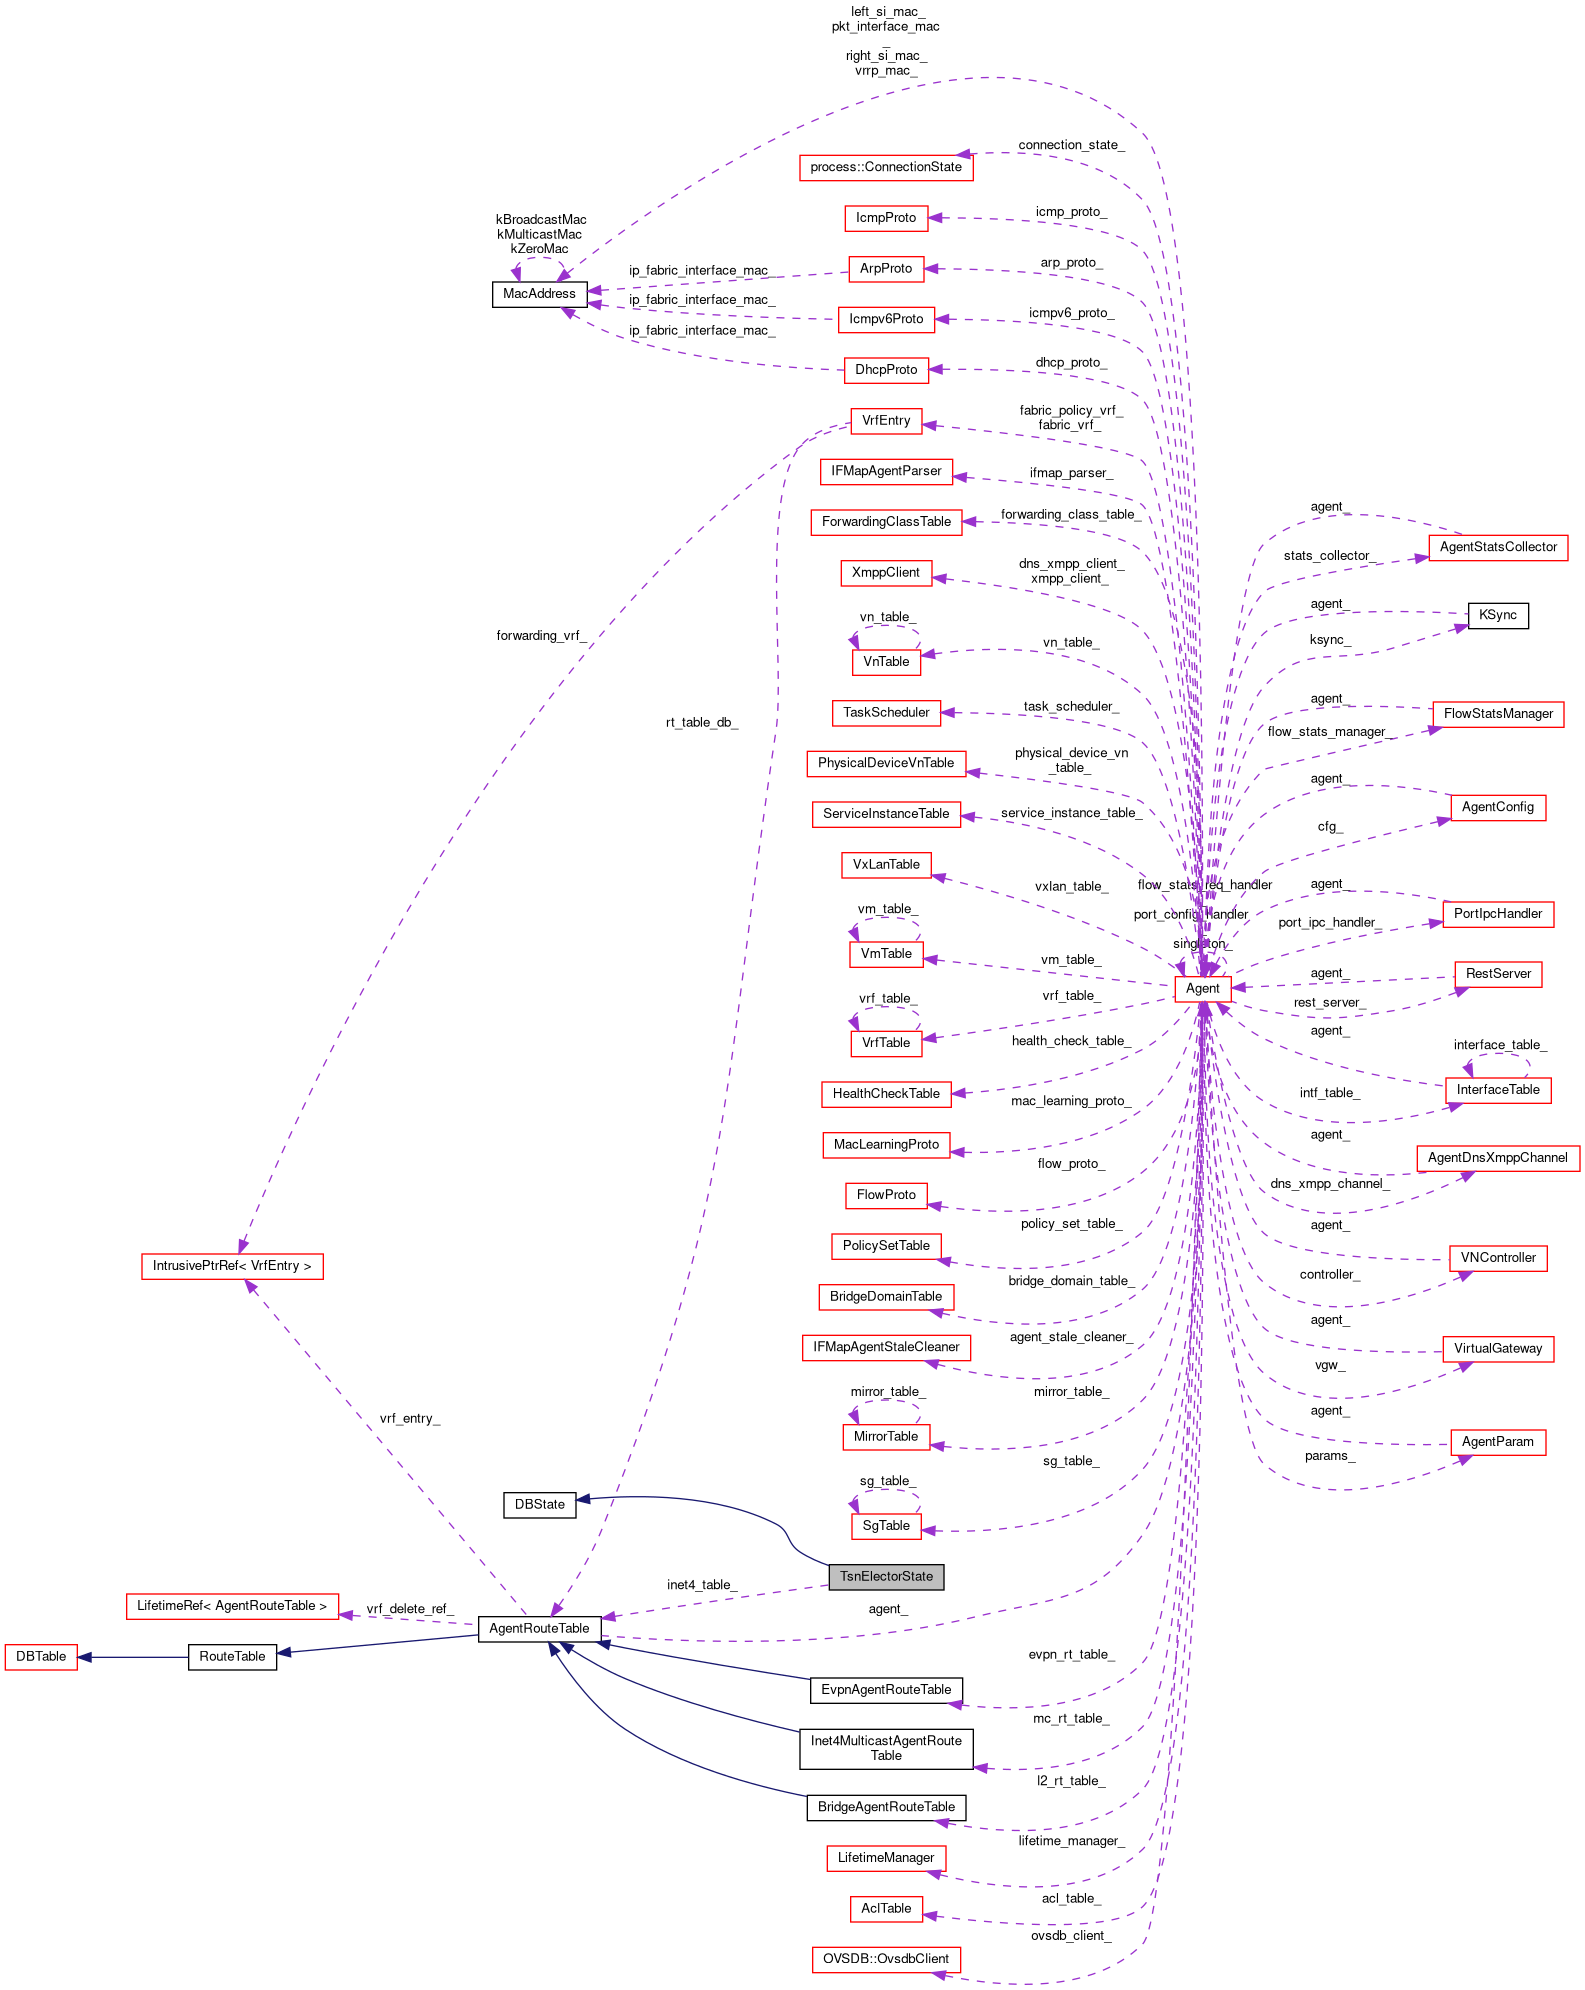 left_si_mac_
pkt_interface_mac
_
right_si_mac_
vrrp_mac_
connection_state_
process::ConnectionState
icmp_proto_
IcmpProto
kBroadcastMac
kMulticastMac
kZeroMac
MacAddress
ip_fabric_interface_mac_
ArpProto
arp_proto_
ip_fabric_interface_mac_
Icmpv6Proto
icmpv6_proto_
ip_fabric_interface_mac_
DhcpProto
dhcp_proto_
VrfEntry
fabric_policy_vrf_
fabric_vrf_
IFMapAgentParser
ifmap_parser_
ForwardingClassTable
forwarding_class_table_
XmppClient
dns_xmpp_client_
xmpp_client_
vn_table_
VnTable
vn_table_
forwarding_vrf_
rt_table_db_
TaskScheduler
task_scheduler_
PhysicalDeviceVnTable
physical_device_vn
_table_
ServiceInstanceTable
service_instance_table_
VxLanTable
vxlan_table_
vm_table_
VmTable
vm_table_
vrf_table_
VrfTable
vrf_table_
HealthCheckTable
health_check_table_
MacLearningProto
mac_learning_proto_
FlowProto
flow_proto_
PolicySetTable
policy_set_table_
BridgeDomainTable
bridge_domain_table_
IFMapAgentStaleCleaner
agent_stale_cleaner_
mirror_table_
MirrorTable
mirror_table_
sg_table_
SgTable
sg_table_
flow_stats_req_handler
_
port_config_handler
_
singleton_
Agent
agent_
stats_collector_
AgentStatsCollector
agent_
ksync_
KSync
agent_
flow_stats_manager_
FlowStatsManager
agent_
cfg_
AgentConfig
agent_
port_ipc_handler_
PortIpcHandler
agent_
rest_server_
RestServer
agent_
interface_table_
InterfaceTable
intf_table_
agent_
dns_xmpp_channel_
AgentDnsXmppChannel
agent_
controller_
VNController
agent_
vgw_
VirtualGateway
agent_
params_
AgentParam
IntrusivePtrRef< VrfEntry >
vrf_entry_
DBState
TsnElectorState
inet4_table_
agent_
LifetimeRef< AgentRouteTable >
vrf_delete_ref_
AgentRouteTable
DBTable
RouteTable
EvpnAgentRouteTable
evpn_rt_table_
Inet4MulticastAgentRoute
Table
mc_rt_table_
BridgeAgentRouteTable
l2_rt_table_
LifetimeManager
lifetime_manager_
AclTable
acl_table_
OVSDB::OvsdbClient
ovsdb_client_